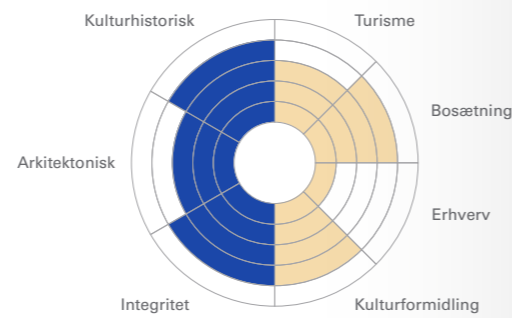 Kulturhistorisk
Turisme
Bosætning
Arkitektonisk
Erhverv
Integritet
Kulturformidling